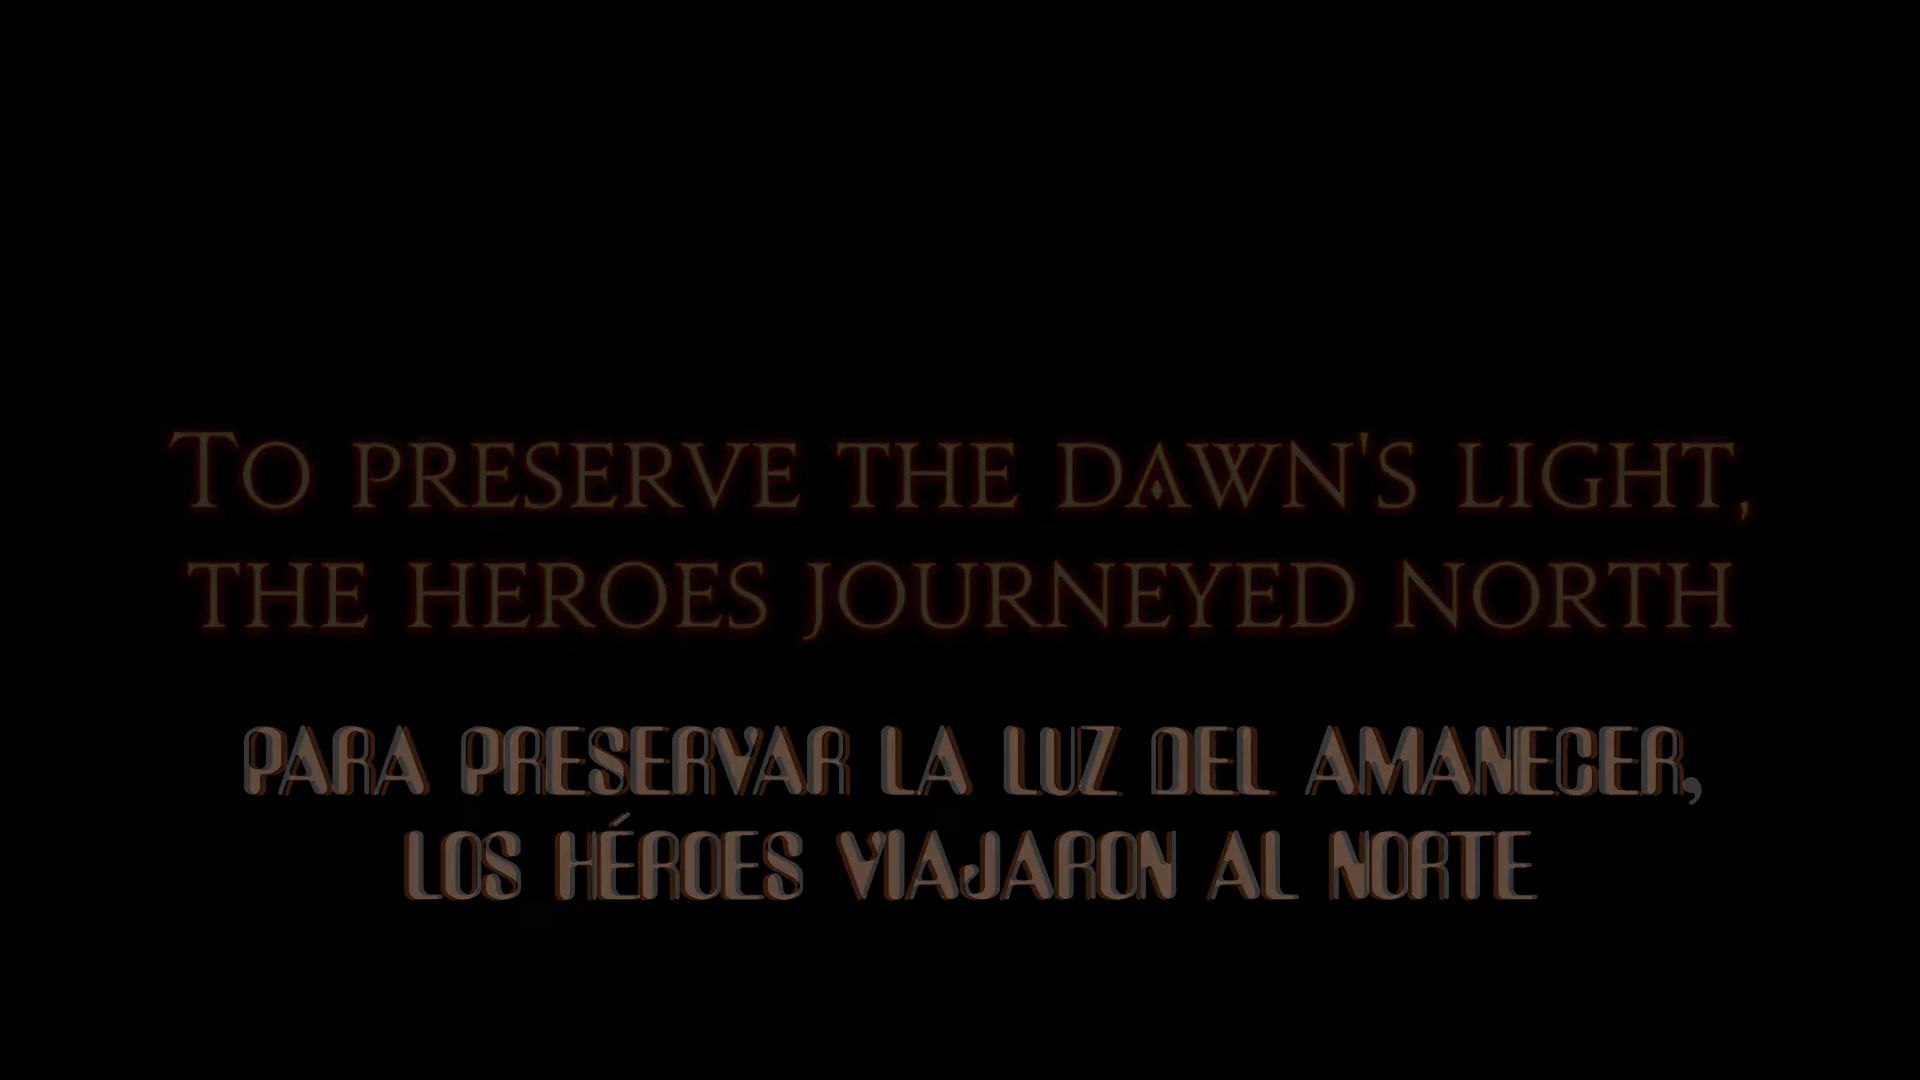 To preserve the dawn's light,
the heroes journeyed north
PARA PRESERVAR LA LUZ DEL AMANECER,
LOS HÉROES VIAJARON AL NORTE